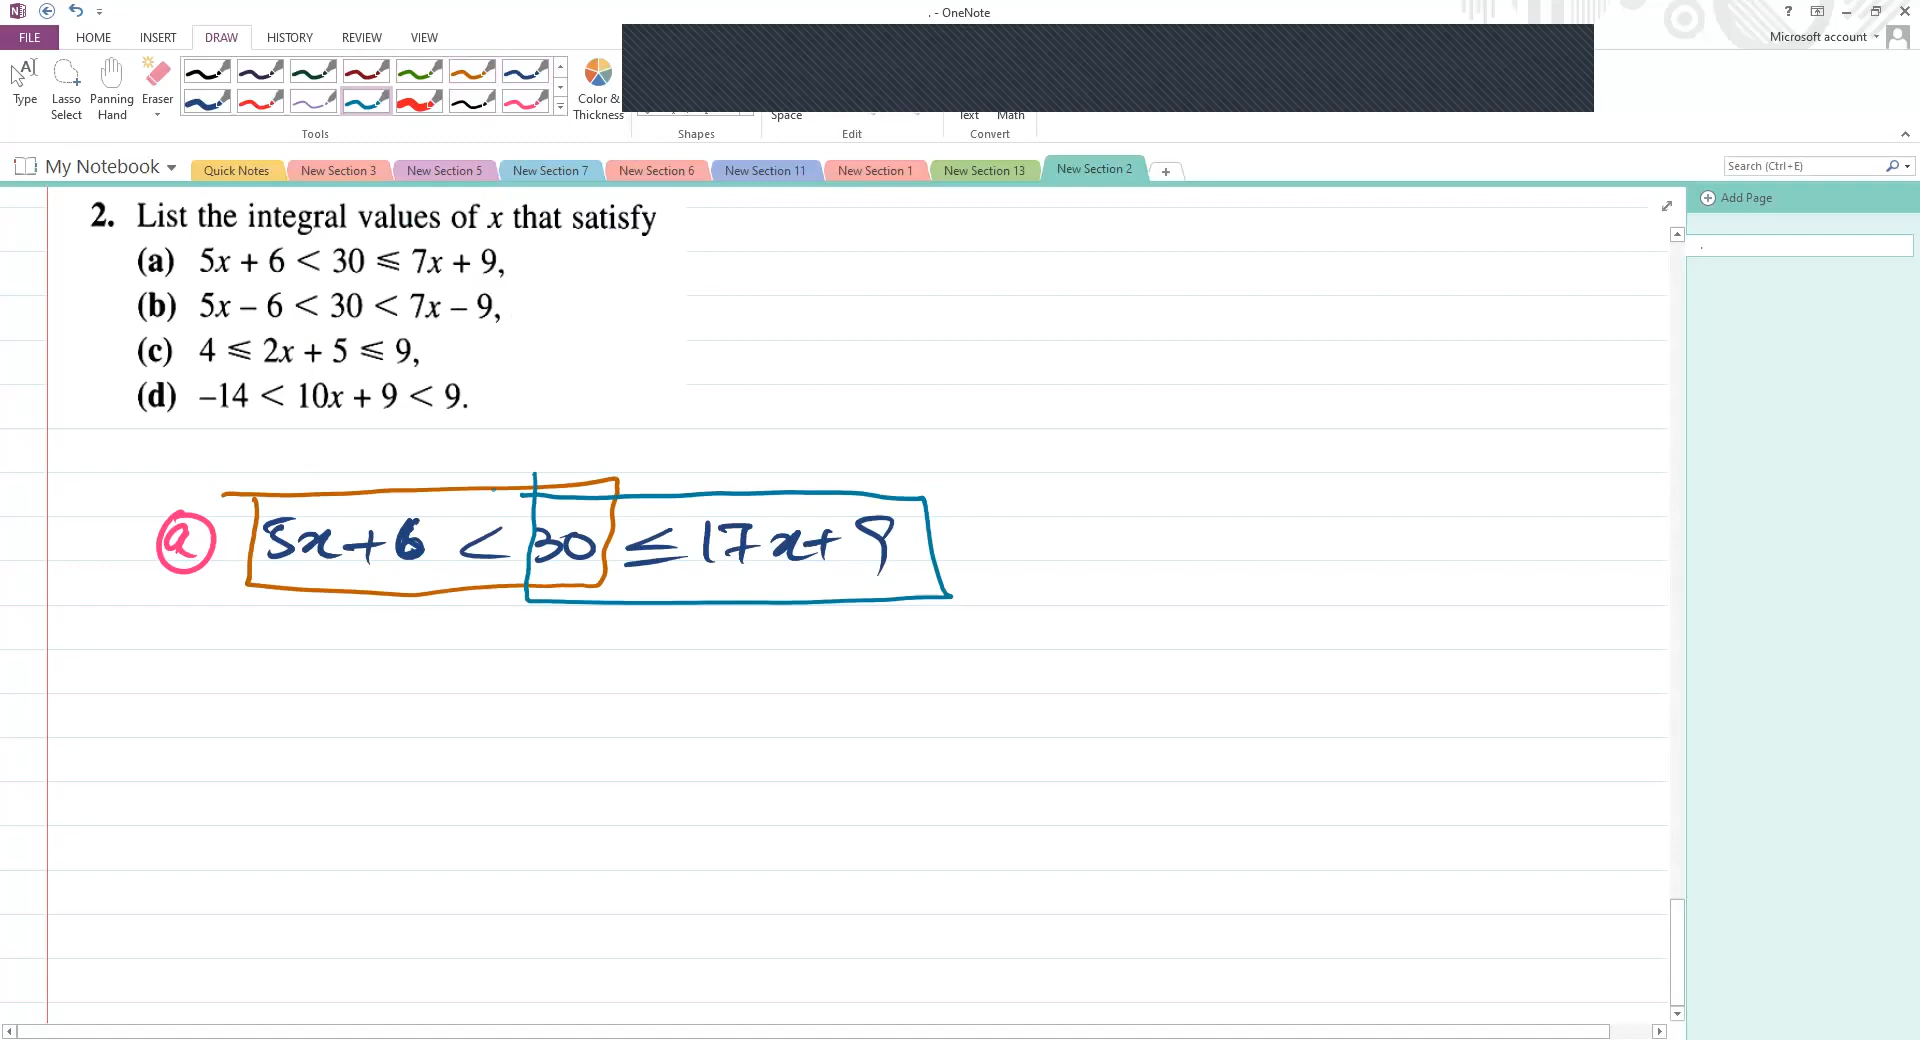 . - OneNote
? 
FILE HOME INSERT DRAW HISTORY REVIEW VIEW
Microsoft account
Type
Lasso Select
Panning Hand
Eraser
Color & Thickness
Space
Text
Math
Tools
Shapes
Edit
Convert
My Notebook
Quick Notes
New Section 3
New Section 5
New Section 7
New Section 6
New Section 11
New Section 1
New Section 13
New Section 2
+
Search (Ctrl+E)
Add Page
.
2. List the integral values of x that satisfy
(a) 5x + 6 < 30 ⩽ 7x + 9,
(b) 5x – 6 < 30 < 7x – 9,
(c) 4 ⩽ 2x + 5 ⩽ 9,
(d) –14 < 10x + 9 < 9.
a 5x+6 < 30 ≤ 17x+9